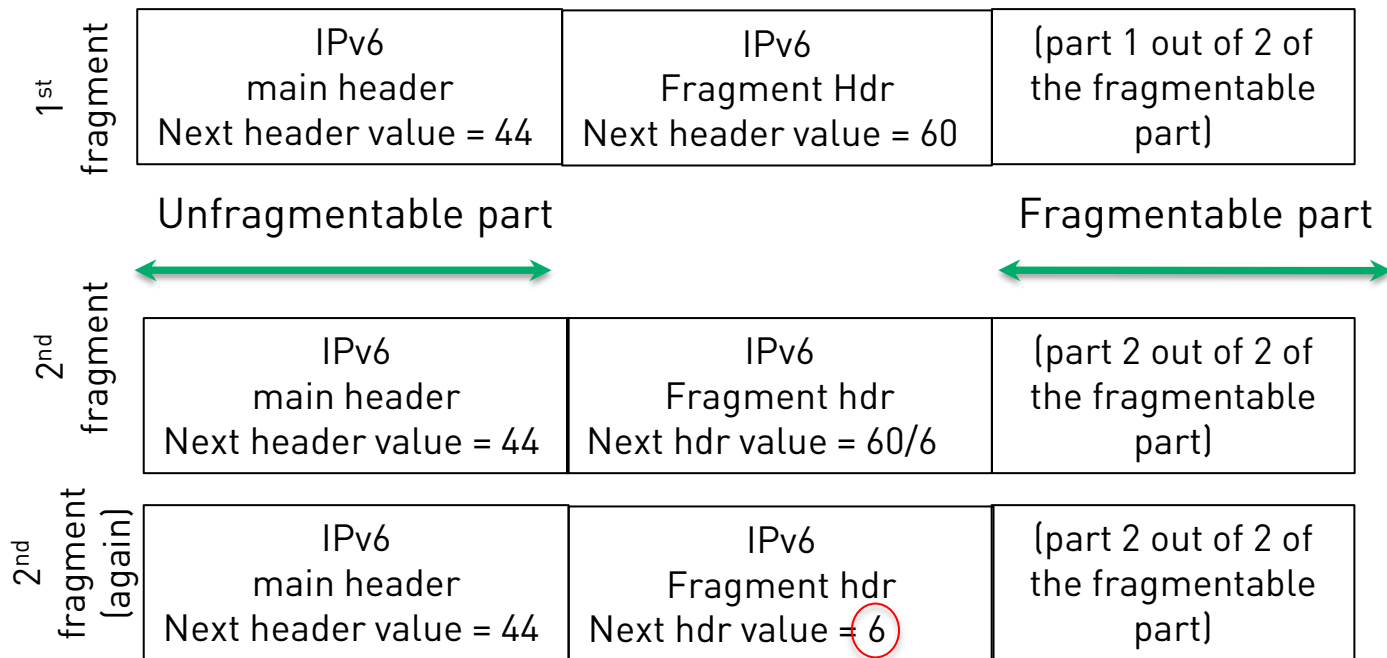 1st
fragment
IPv6
main header
Next header value = 44
IPv6
Fragment Hdr
Next header value = 60
(part 1 out of 2 of
the fragmentable
part)
Unfragmentable part
Fragmentable part
2nd
fragment
IPv6
main header
Next header value = 44
IPv6
Fragment hdr
Next hdr value = 60/6
(part 2 out of 2 of
the fragmentable
part)
2nd
fragment
(again)
IPv6
main header
Next header value = 44
IPv6
Fragment hdr
Next hdr value = 6
(part 2 out of 2 of
the fragmentable
part)